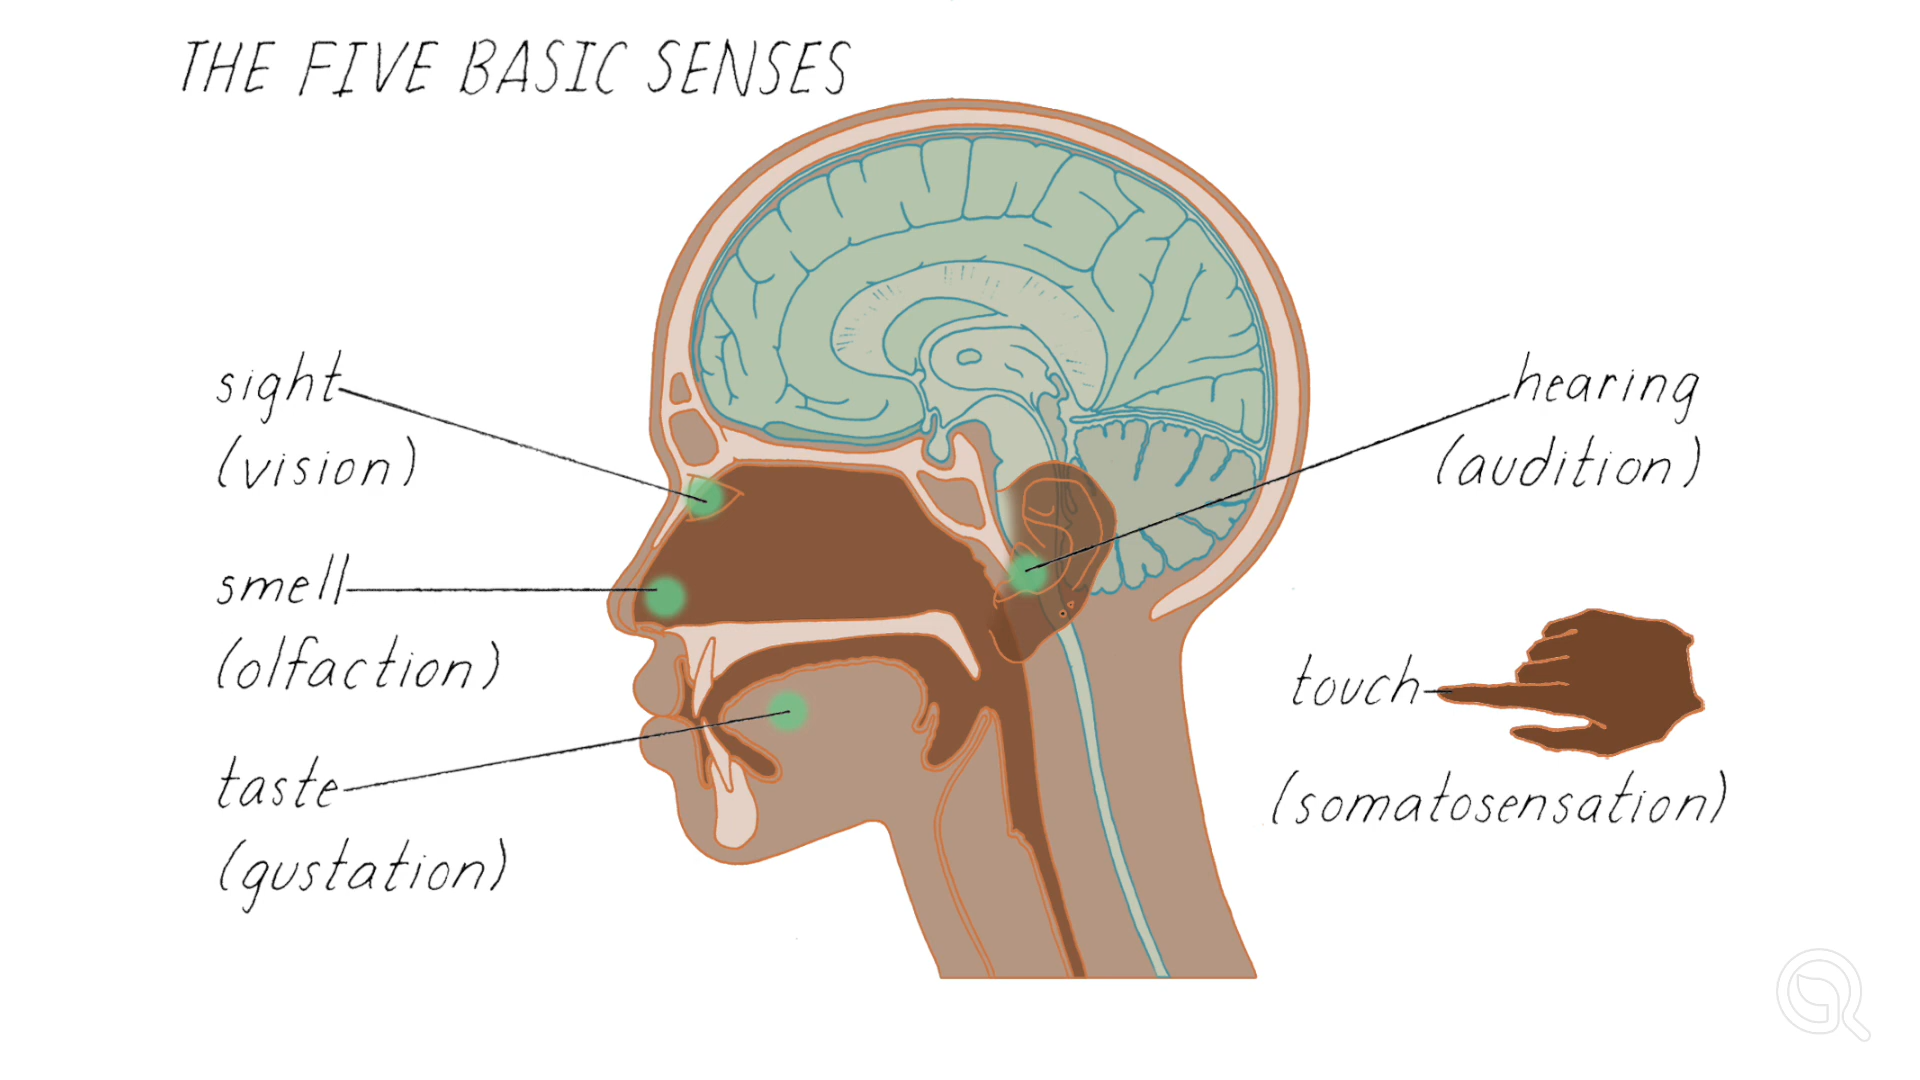 THE FIVE BASIC SENSES
sight
(vision)
smell
(olfaction)
taste
(gustation)
hearing
(audition)
touch
(somatosensation)